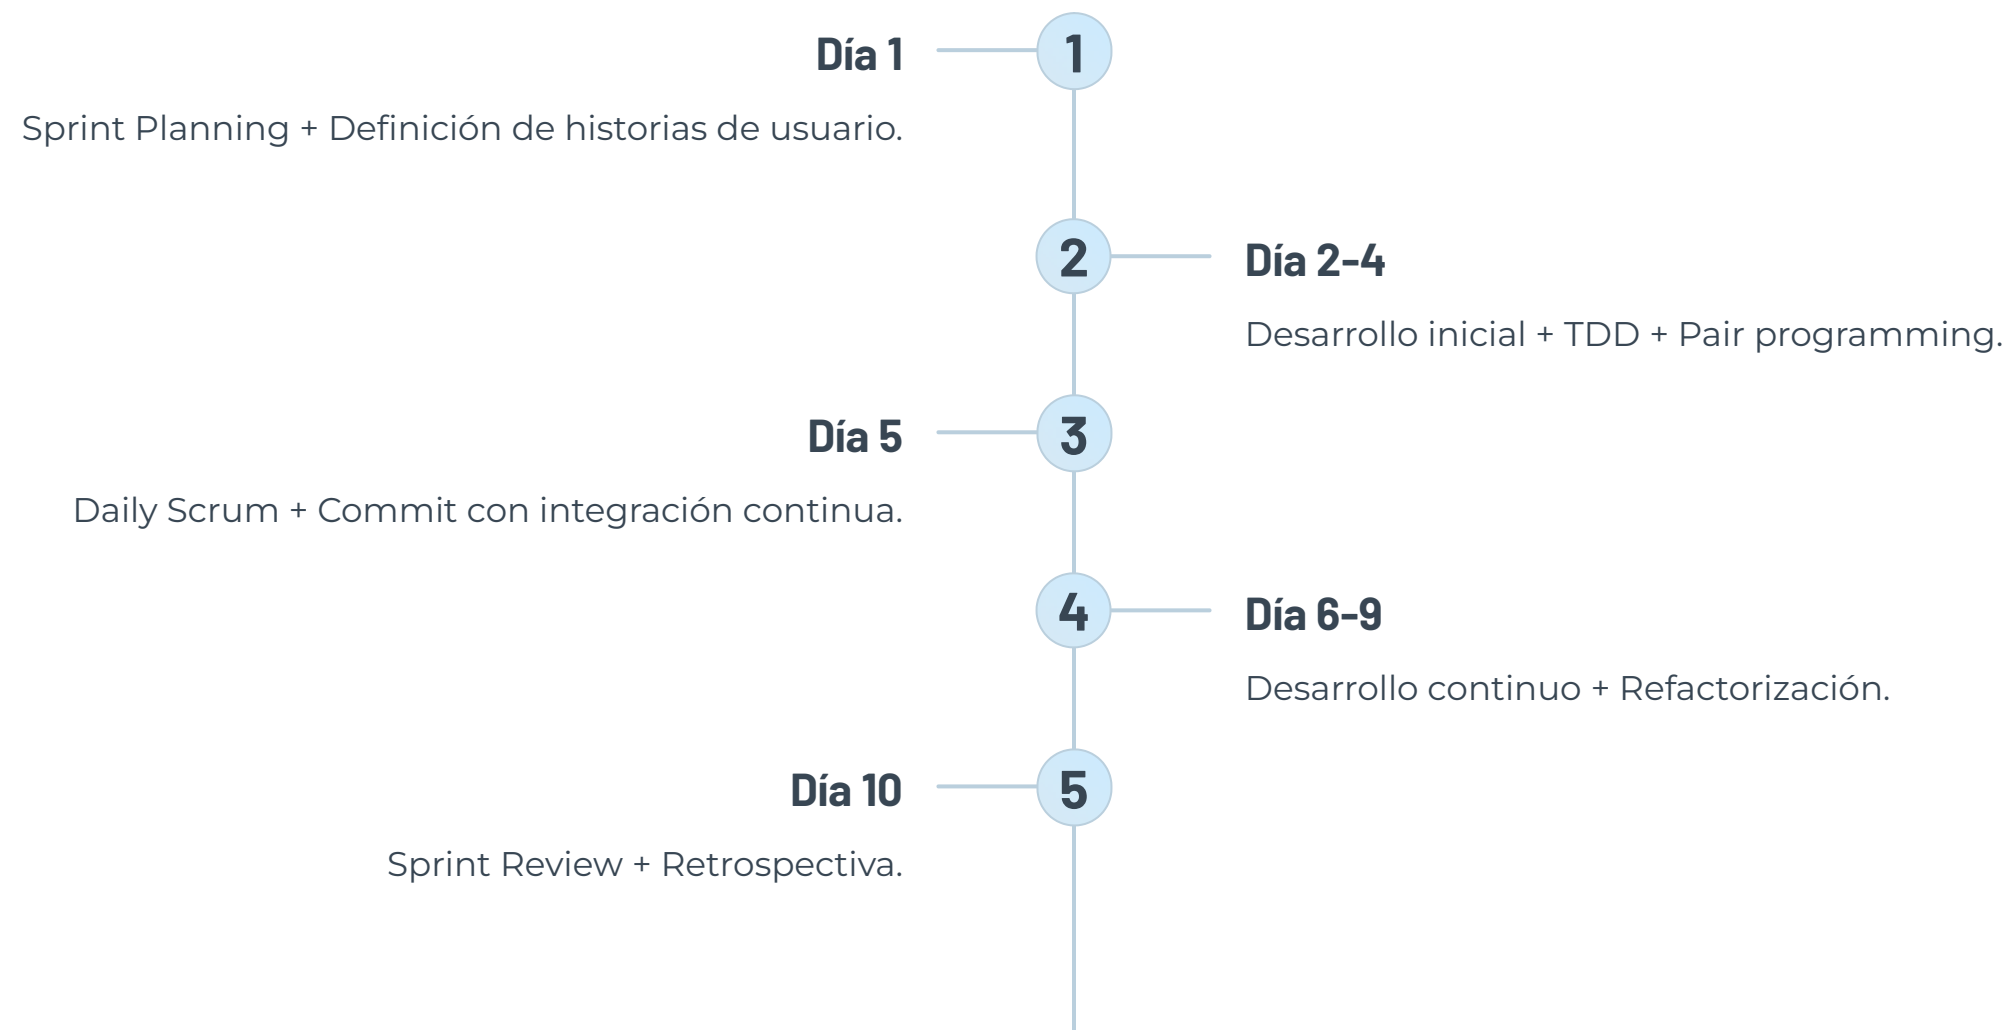 1
Día 1
Sprint Planning + Definición de historias de usuario.
2
Día 2-4
Desarrollo inicial + TDD + Pair programming.
3
Día 5
Daily Scrum + Commit con integración continua.
4
Día 6-9
Desarrollo continuo + Refactorización.
5
Día 10
Sprint Review + Retrospectiva.